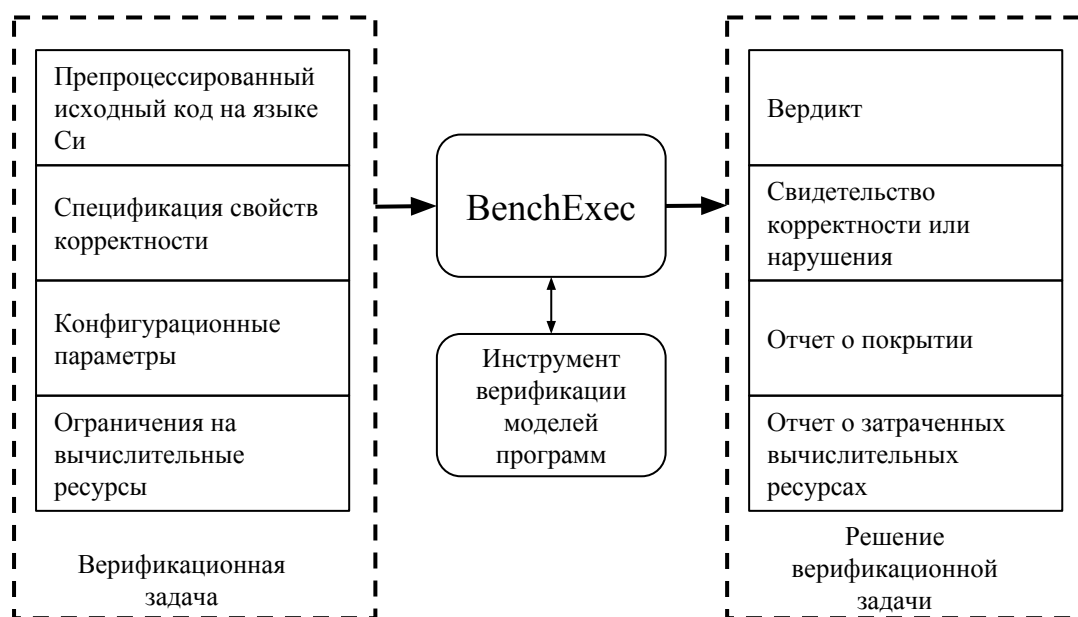 Препроцессированный
исходный код на языке
Си
Спецификация свойств
корректности
Конфигурационные
параметры
Ограничения на
вычислительные
ресурсы
Верификационная
задача
BenchExec
Инструмент
верификации
моделей
программ
Вердикт
Свидетельство
корректности или
нарушения
Отчет о покрытии
Отчет о затраченных
вычислительных
ресурсах
Решение
верификационной
задачи